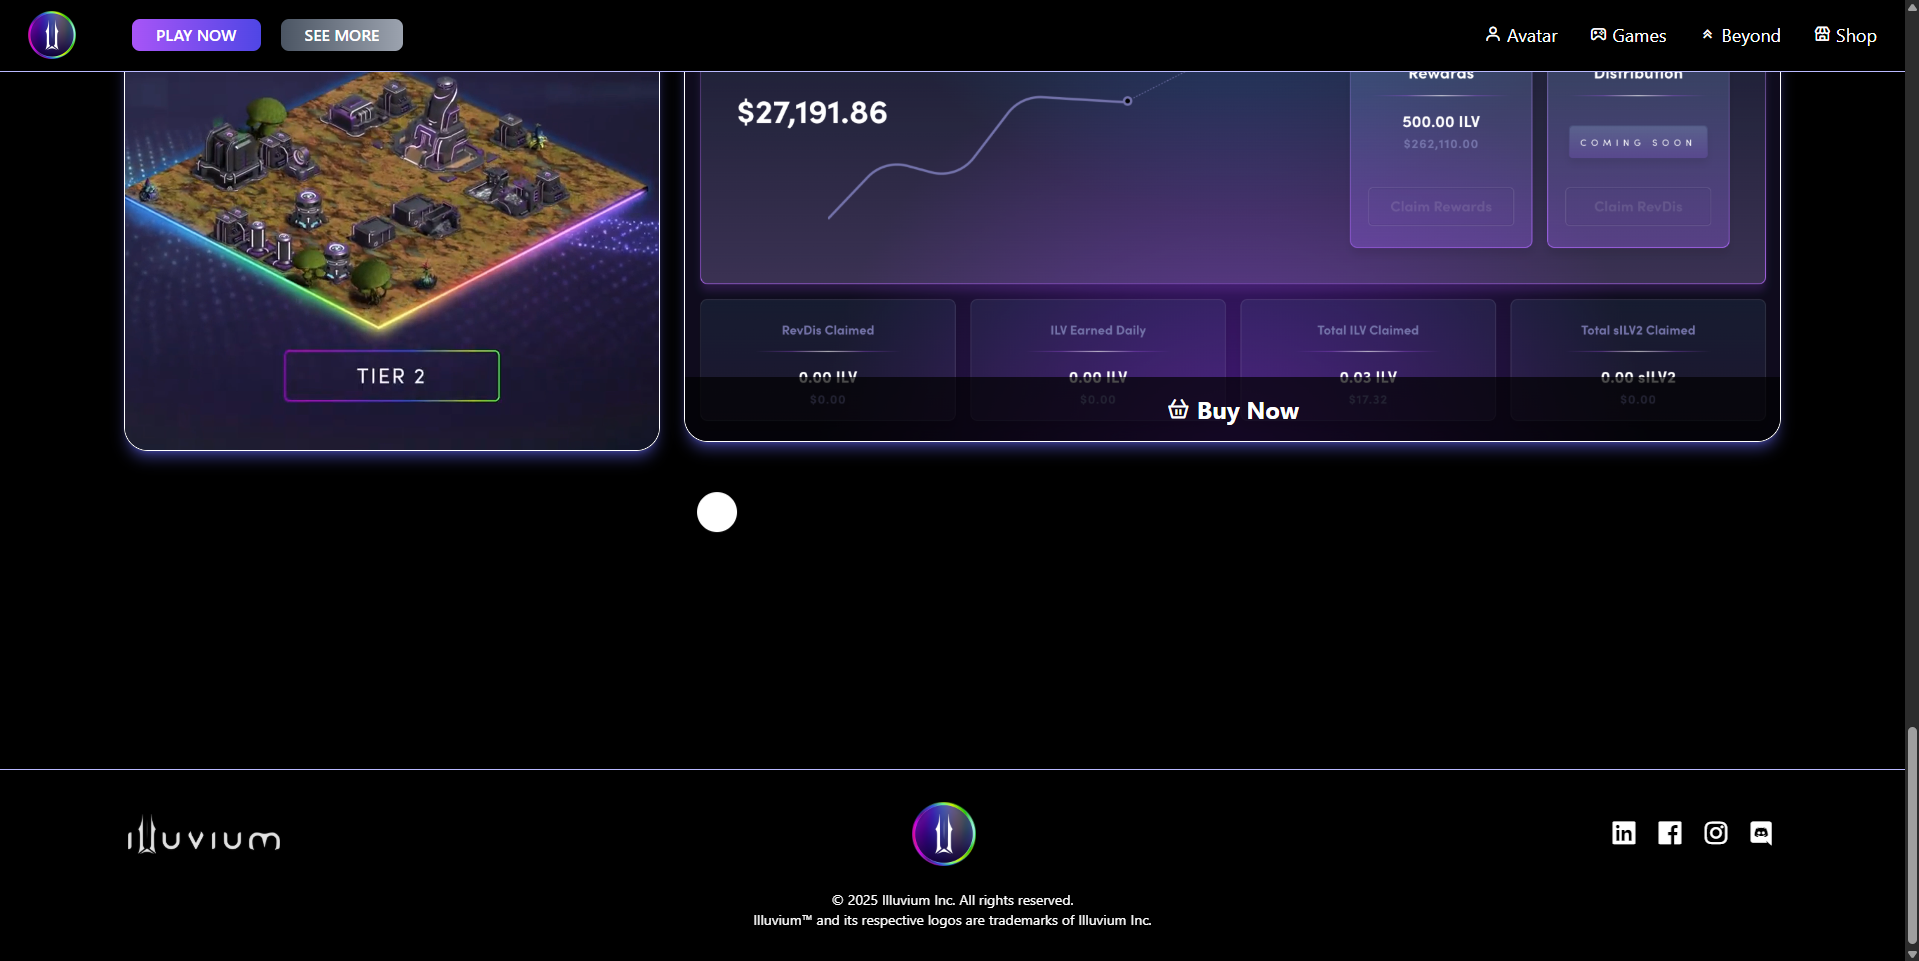 PLAY NOW
SEE MORE
Avatar
Games
Beyond
Shop
TIER 2
$27,191.86
Rewards
500.00 ILV
$262,110.00
Claim Rewards
Distribution
COMING SOON
Claim RevDis
RevDis Claimed
0.00 ILV
$0.00
ILV Earned Daily
0.00 ILV
$0.00
Total ILV Claimed
0.03 ILV
$17.32
Total sILV2 Claimed
0.00 sILV2
$0.00
Buy Now
illuvium
© 2025 Illuvium Inc. All rights reserved.
Illuvium™ and its respective logos are trademarks of Illuvium Inc.